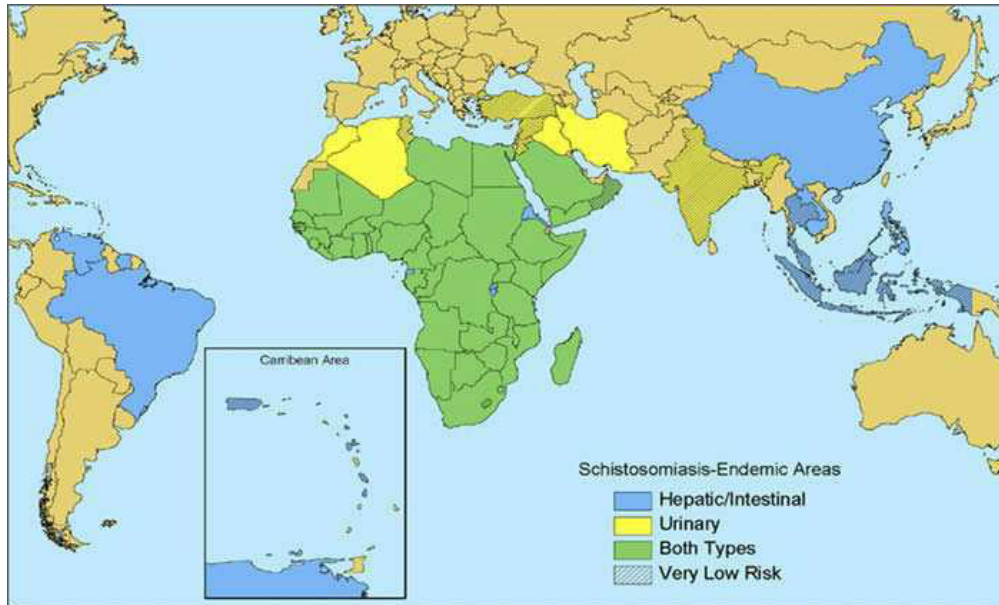 Carribean Area
Schistosomiasis-Endemic Areas
Hepatic/Intestinal
Urinary
Both Types
Very Low Risk